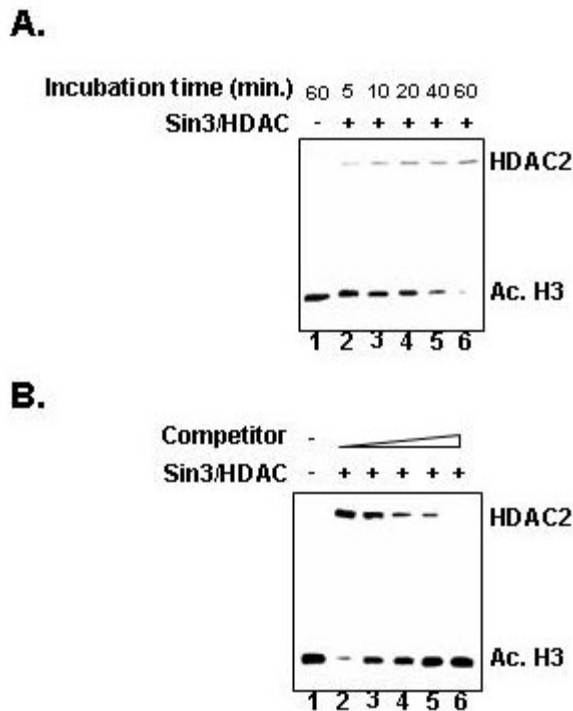 A.
Incubation time (min.) 60 5 10 20 40 60
Sin3/HDAC - + + + + +
HDAC2
Ac. H3
1 2 3 4 5 6
B.
Competitor -
Sin3/HDAC - + + + + +
HDAC2
Ac. H3
1 2 3 4 5 6